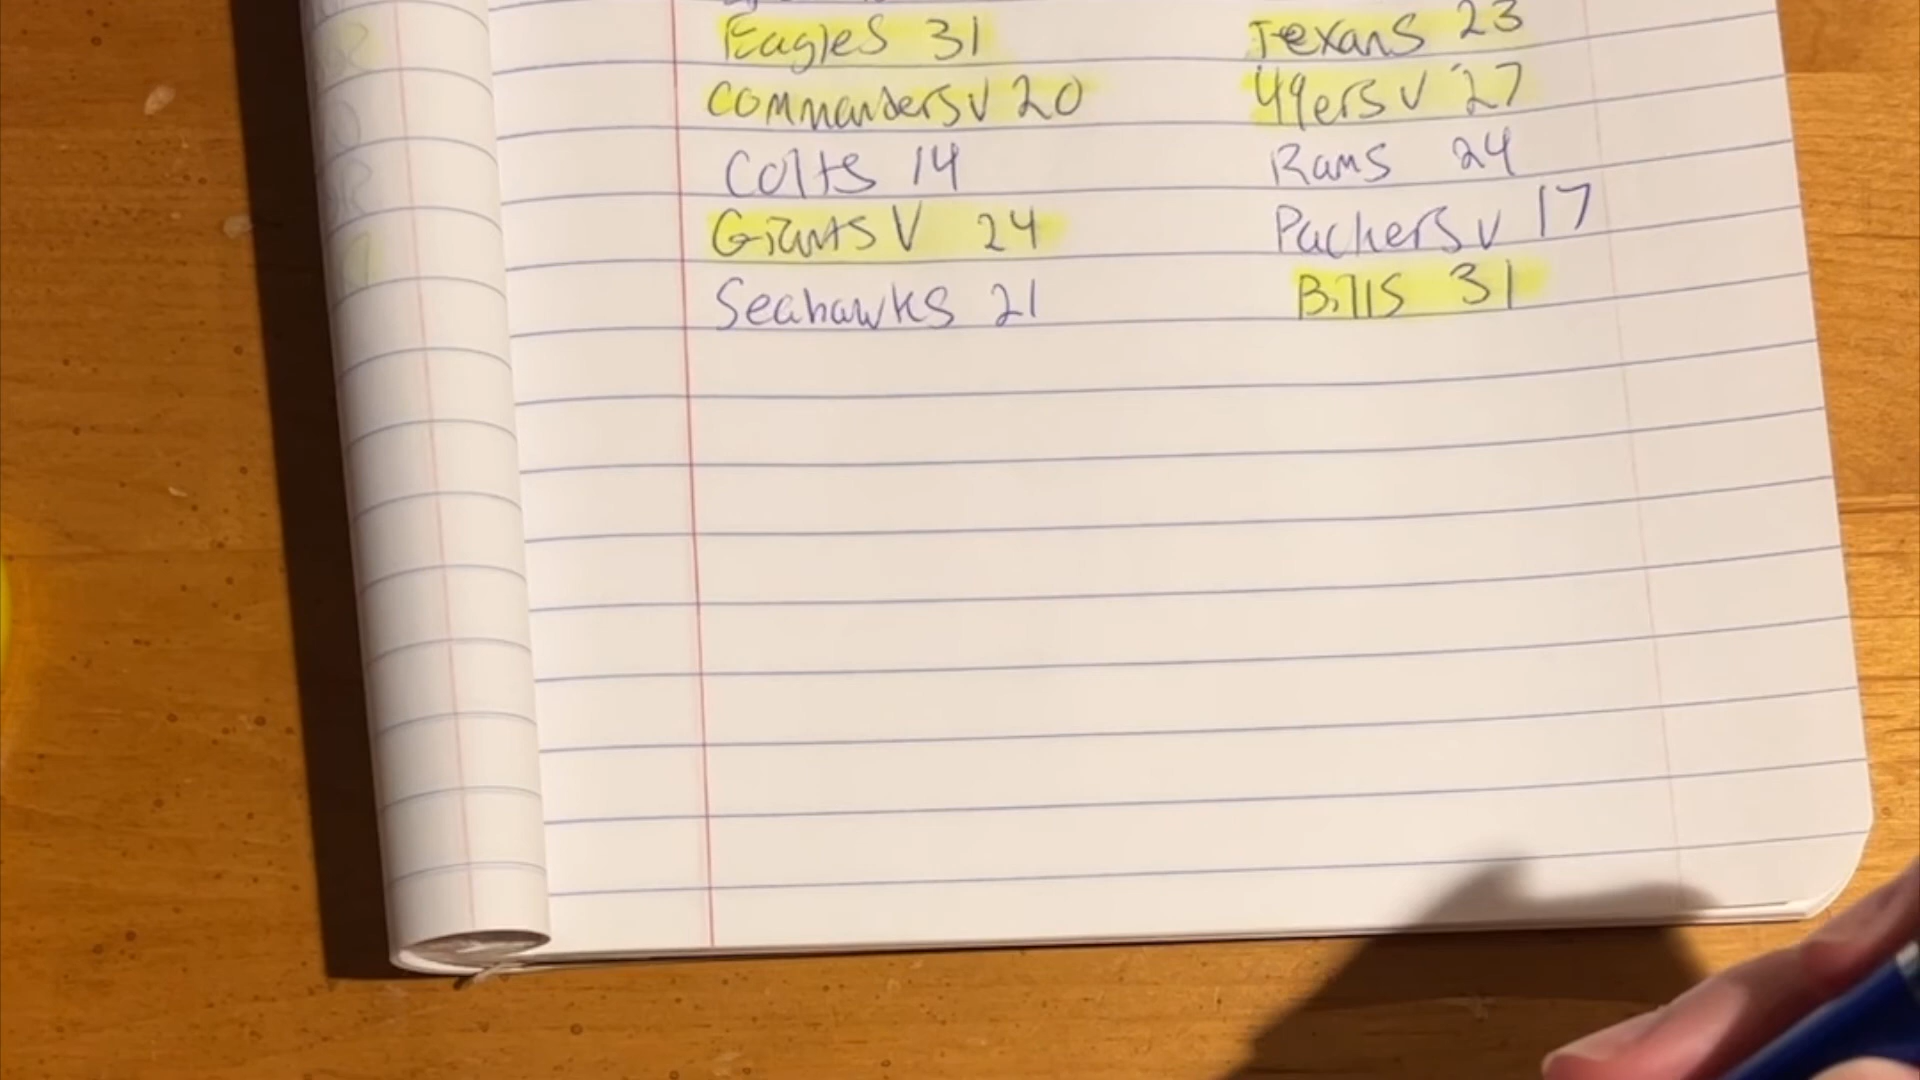 Eagles 31 Texans 23
Commanders v 20 49ers v 27
Colts 14 Rams 24
Giants v 24 Packers v 17
Seahawks 21 Bills 31